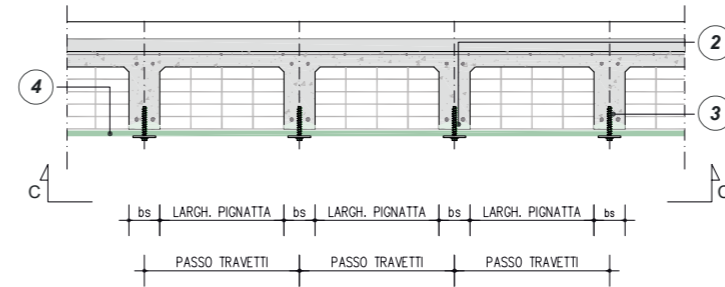 2
4
3
C
C
bs LARGH. PIGNATTA bs LARGH. PIGNATTA bs LARGH. PIGNATTA bs
PASSO TRAVETTI PASSO TRAVETTI PASSO TRAVETTI